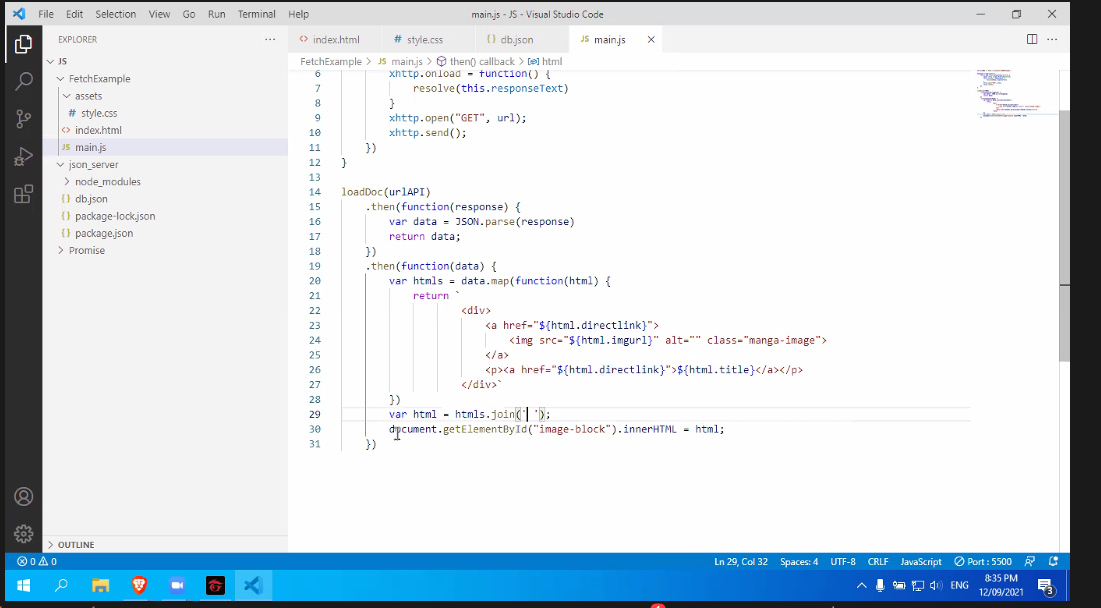 File Edit Selection View Go Run Terminal Help
main.js - JS - Visual Studio Code
EXPLORER
JS
FetchExample
assets
# style.css
<> index.html
JS main.js
json_server
node_modules
{} db.json
{} package-lock.json
{} package.json
Promise
OUTLINE
<> index.html
# style.css
{} db.json
JS main.js
FetchExample > JS main.js > then() callback > html
6 xhttp.onload = function() {
7 resolve(this.responseText)
8 }
9 xhttp.open("GET", url);
10 xhttp.send();
11 })
12 }
13
14 loadDoc(urlAPI)
15 .then(function(response) {
16 var data = JSON.parse(response)
17 return data;
18 })
19 .then(function(data) {
20 var htmls = data.map(function(html) {
21 return `
22 <div>
23 <a href="${html.directlink}">
24 <img src="${html.imgurl}" alt="" class="manga-image">
25 </a>
26 <p><a href="${html.directlink}">${html.title}</a></p>
27 </div>`
28 })
29 var html = htmls.join(' ');
30 document.getElementById("image-block").innerHTML = html;
31 })
0 0
Ln 29, Col 32 Spaces: 4 UTF-8 CRLF JavaScript Port : 5500
ENG
8:35 PM
12/09/2021
3